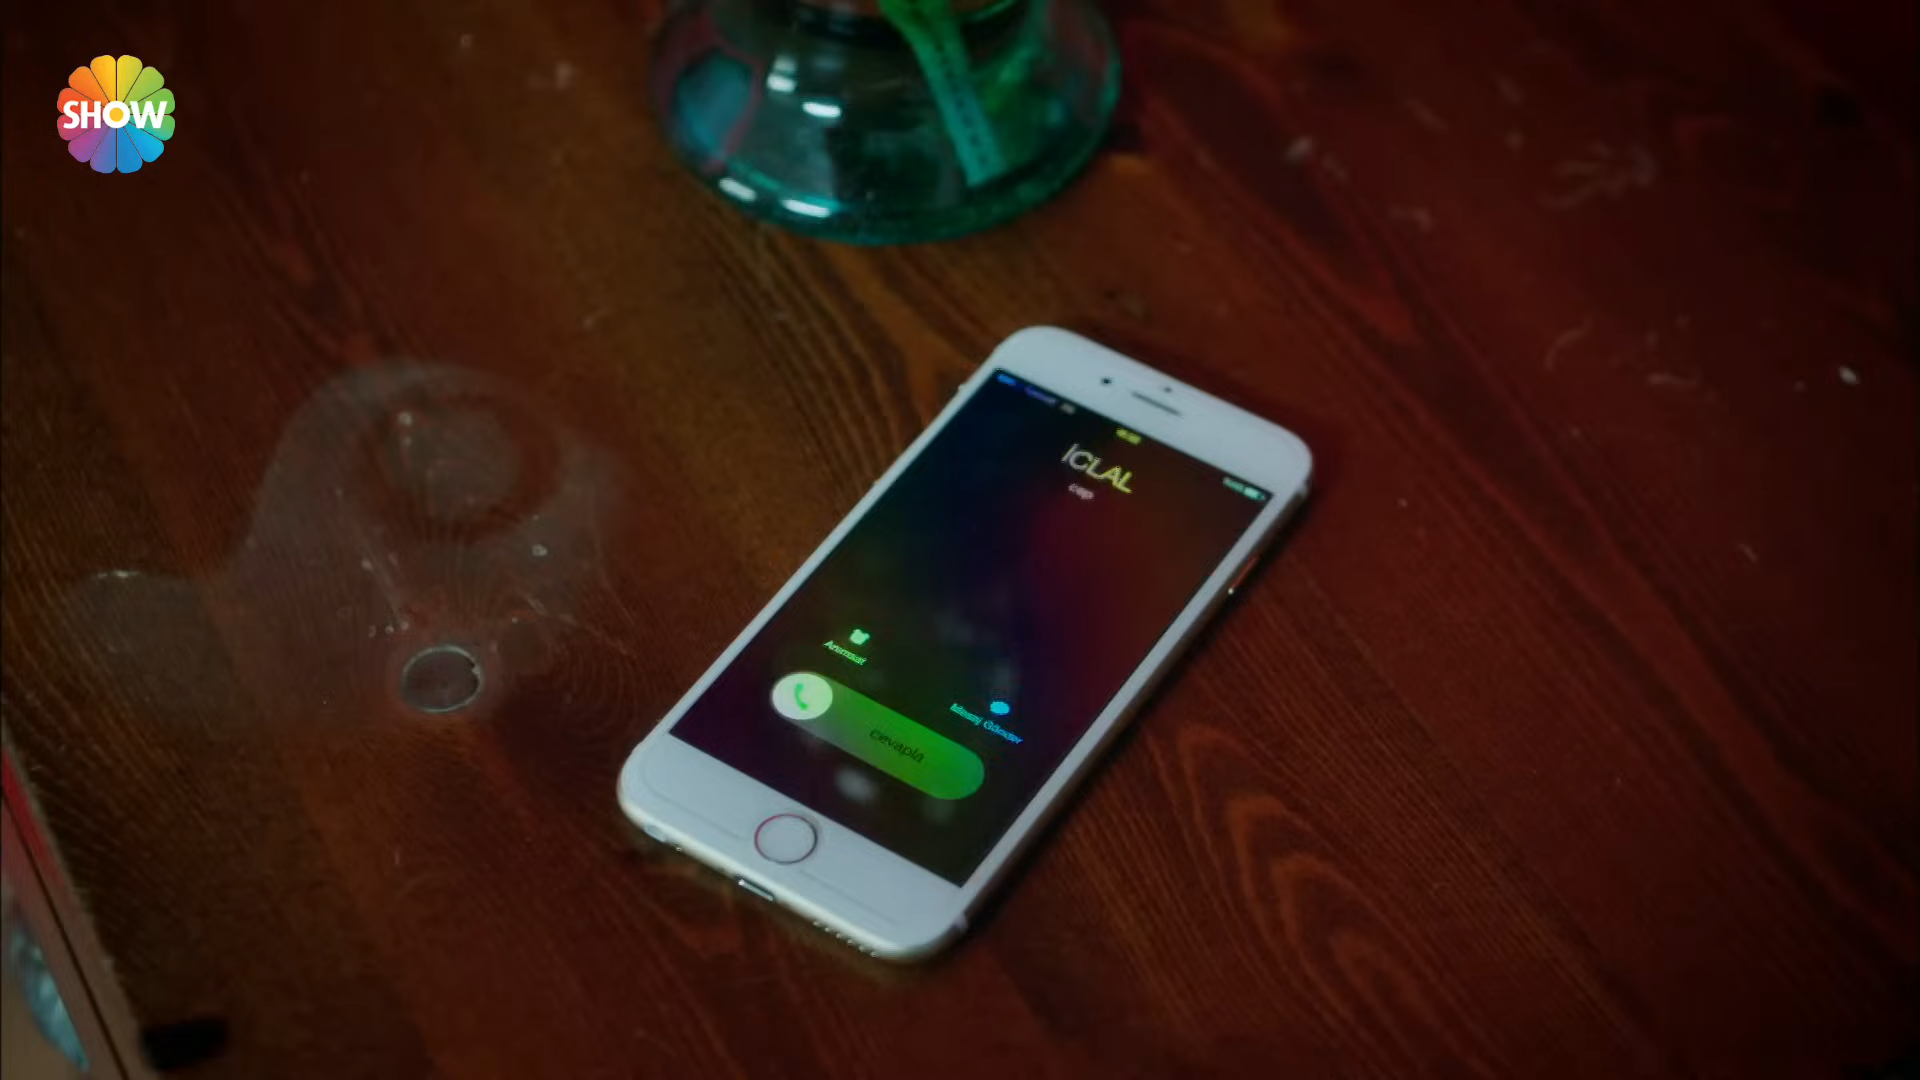 SHOW
İCLAL
cep
Anımsat
Mesaj Gönder
cevapla